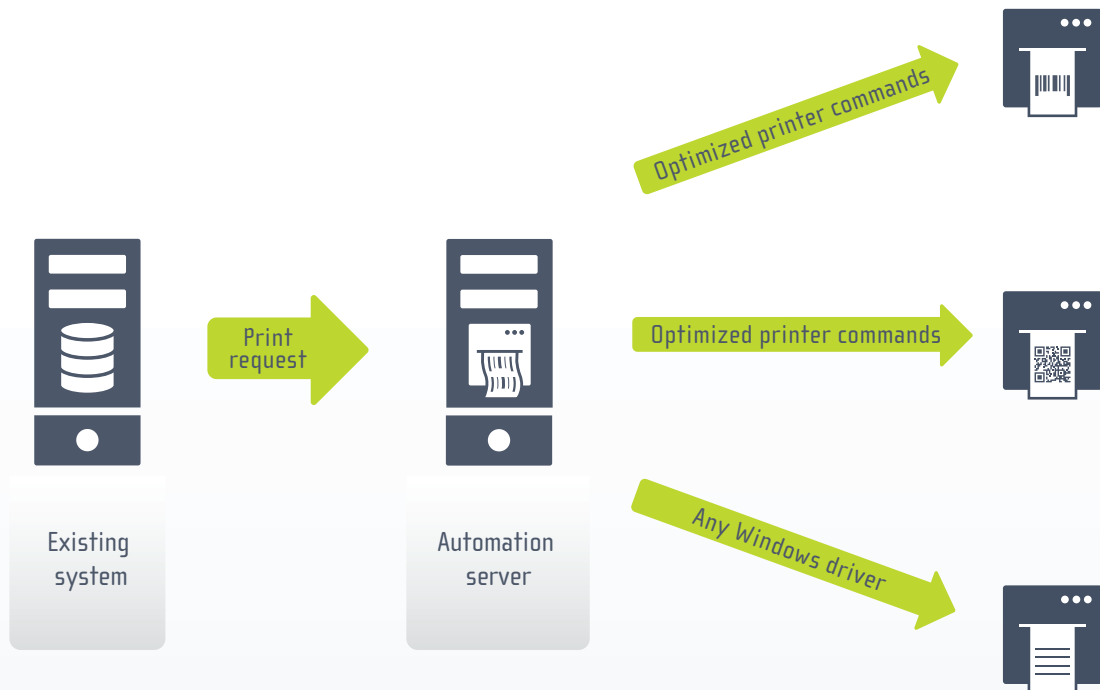 Optimized printer commands
Print
request
Optimized printer commands
Any Windows driver
Existing
system
Automation
server